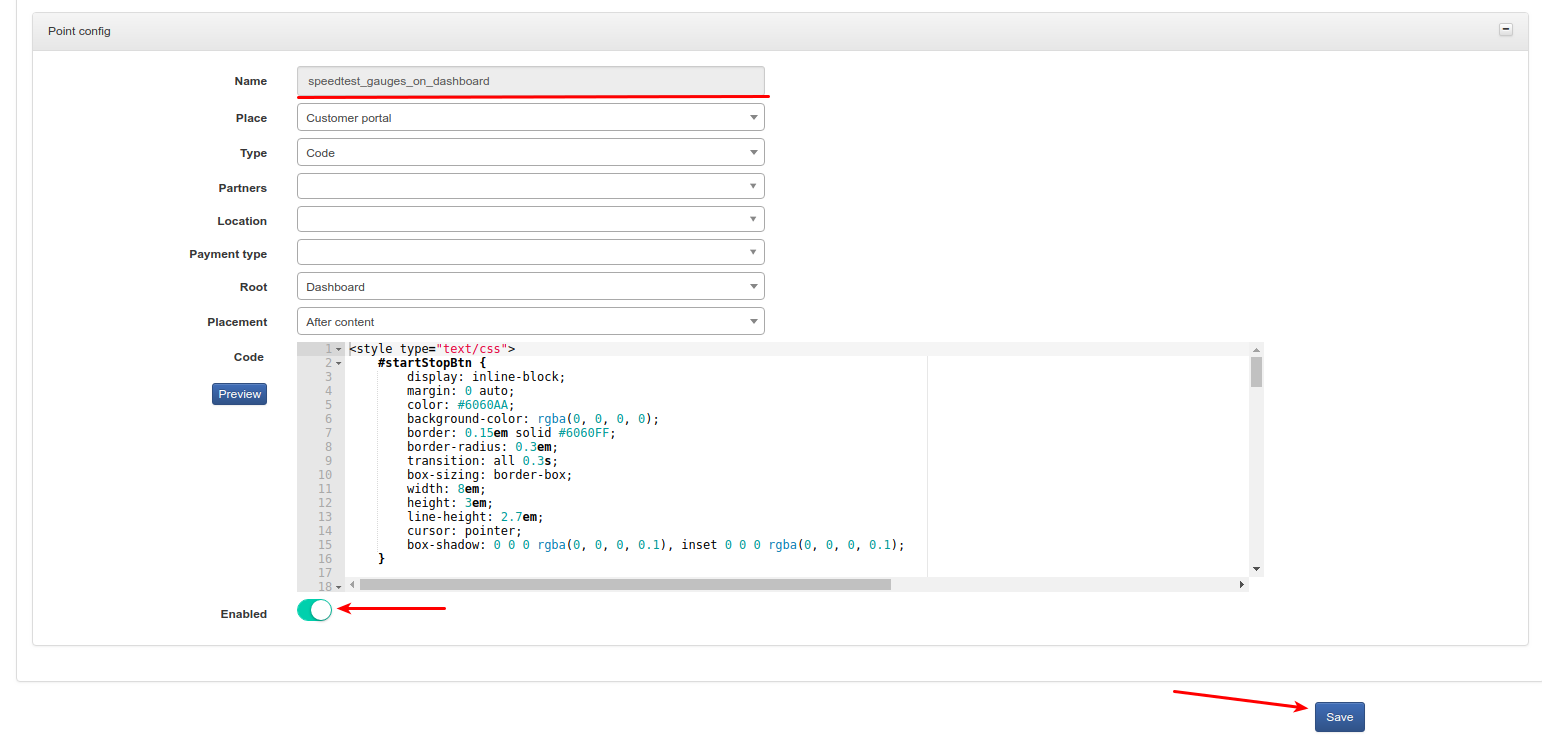 Point config
Name speedtest_gauges_on_dashboard
Place Customer portal
Type Code
Partners
Location
Payment type
Root Dashboard
Placement After content
Code
Preview
1 <style type="text/css">
2 #startStopBtn {
3 display: inline-block;
4 margin: 0 auto;
5 color: #6060AA;
6 background-color: rgba(0, 0, 0, 0);
7 border: 0.15em solid #6060FF;
8 border-radius: 0.3em;
9 transition: all 0.3s;
10 box-sizing: border-box;
11 width: 8em;
12 height: 3em;
13 line-height: 2.7em;
14 cursor: pointer;
15 box-shadow: 0 0 0 rgba(0, 0, 0, 0.1), inset 0 0 0 rgba(0, 0, 0, 0.1);
16 }
17
18
Enabled
Save